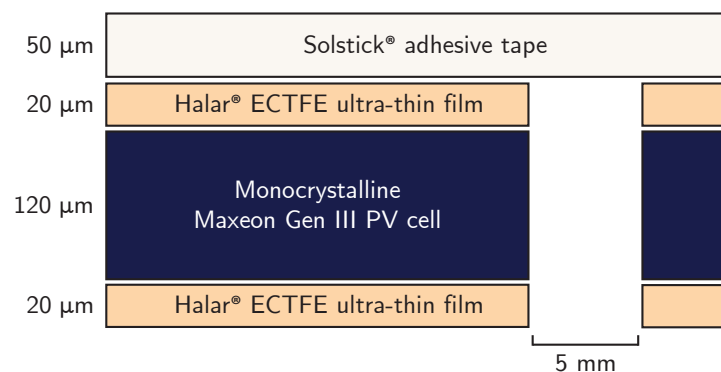 50 µm
Solstick® adhesive tape
20 µm
Halar® ECTFE ultra-thin film
120 µm
Monocrystalline
Maxeon Gen III PV cell
20 µm
Halar® ECTFE ultra-thin film
5 mm